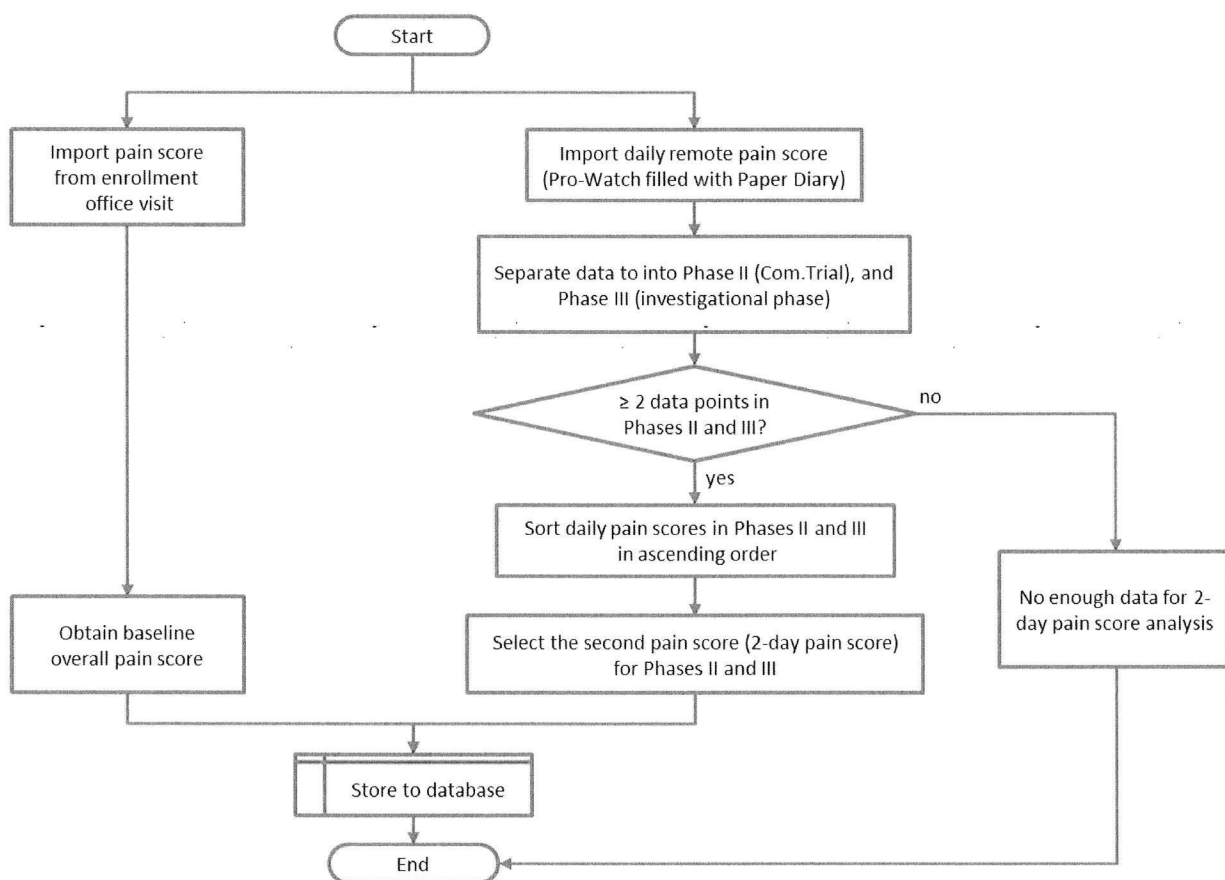 Start
Import pain score
from enrollment
office visit
Import daily remote pain score
(Pro-Watch filled with Paper Diary)
Separate data to into Phase II (Com.Trial), and
Phase III (investigational phase)
≥ 2 data points in
Phases II and III?
no
yes
Sort daily pain scores in Phases II and III
in ascending order
No enough data for 2-
day pain score analysis
Obtain baseline
overall pain score
Select the second pain score (2-day pain score)
for Phases II and III
Store to database
End